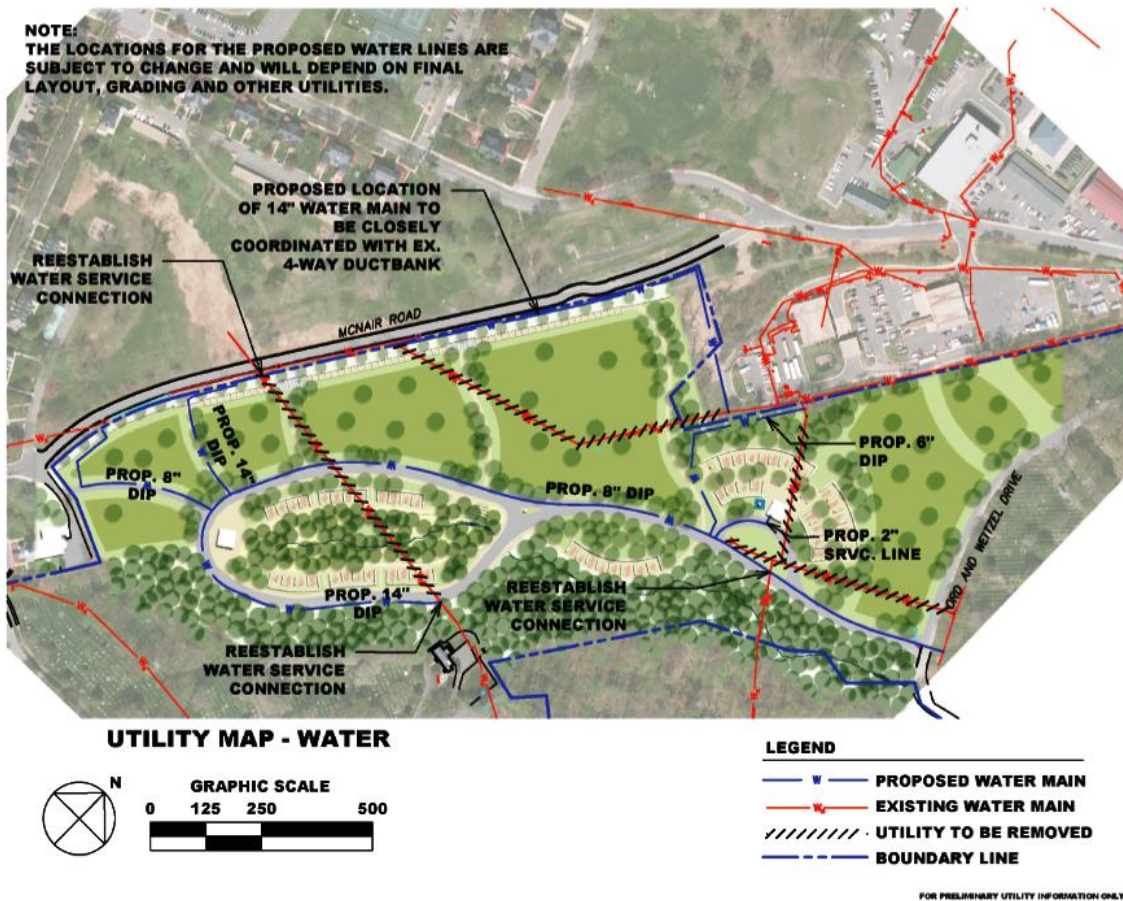 NOTE:
THE LOCATIONS FOR THE PROPOSED WATER LINES ARE
SUBJECT TO CHANGE AND WILL DEPEND ON FINAL
LAYOUT, GRADING AND OTHER UTILITIES.
PROPOSED LOCATION
OF 14" WATER MAIN TO
BE CLOSELY
COORDINATED WITH EX.
4-WAY DUCTBANK
REESTABLISH
WATER SERVICE
CONNECTION
MCNAIR ROAD
PROP. 14"
DIP
PROP. 8"
DIP
PROP. 8" DIP
PROP. 6"
DIP
PROP. 2"
SRVC. LINE
ORD AND WEITZEL DRIVE
PROP. 14"
DIP
REESTABLISH
WATER SERVICE
CONNECTION
REESTABLISH
WATER SERVICE
CONNECTION
UTILITY MAP - WATER
N
GRAPHIC SCALE
0 125 250 500
LEGEND
W PROPOSED WATER MAIN
EXISTING WATER MAIN
UTILITY TO BE REMOVED
BOUNDARY LINE
FOR PRELIMINARY UTILITY INFORMATION ONLY